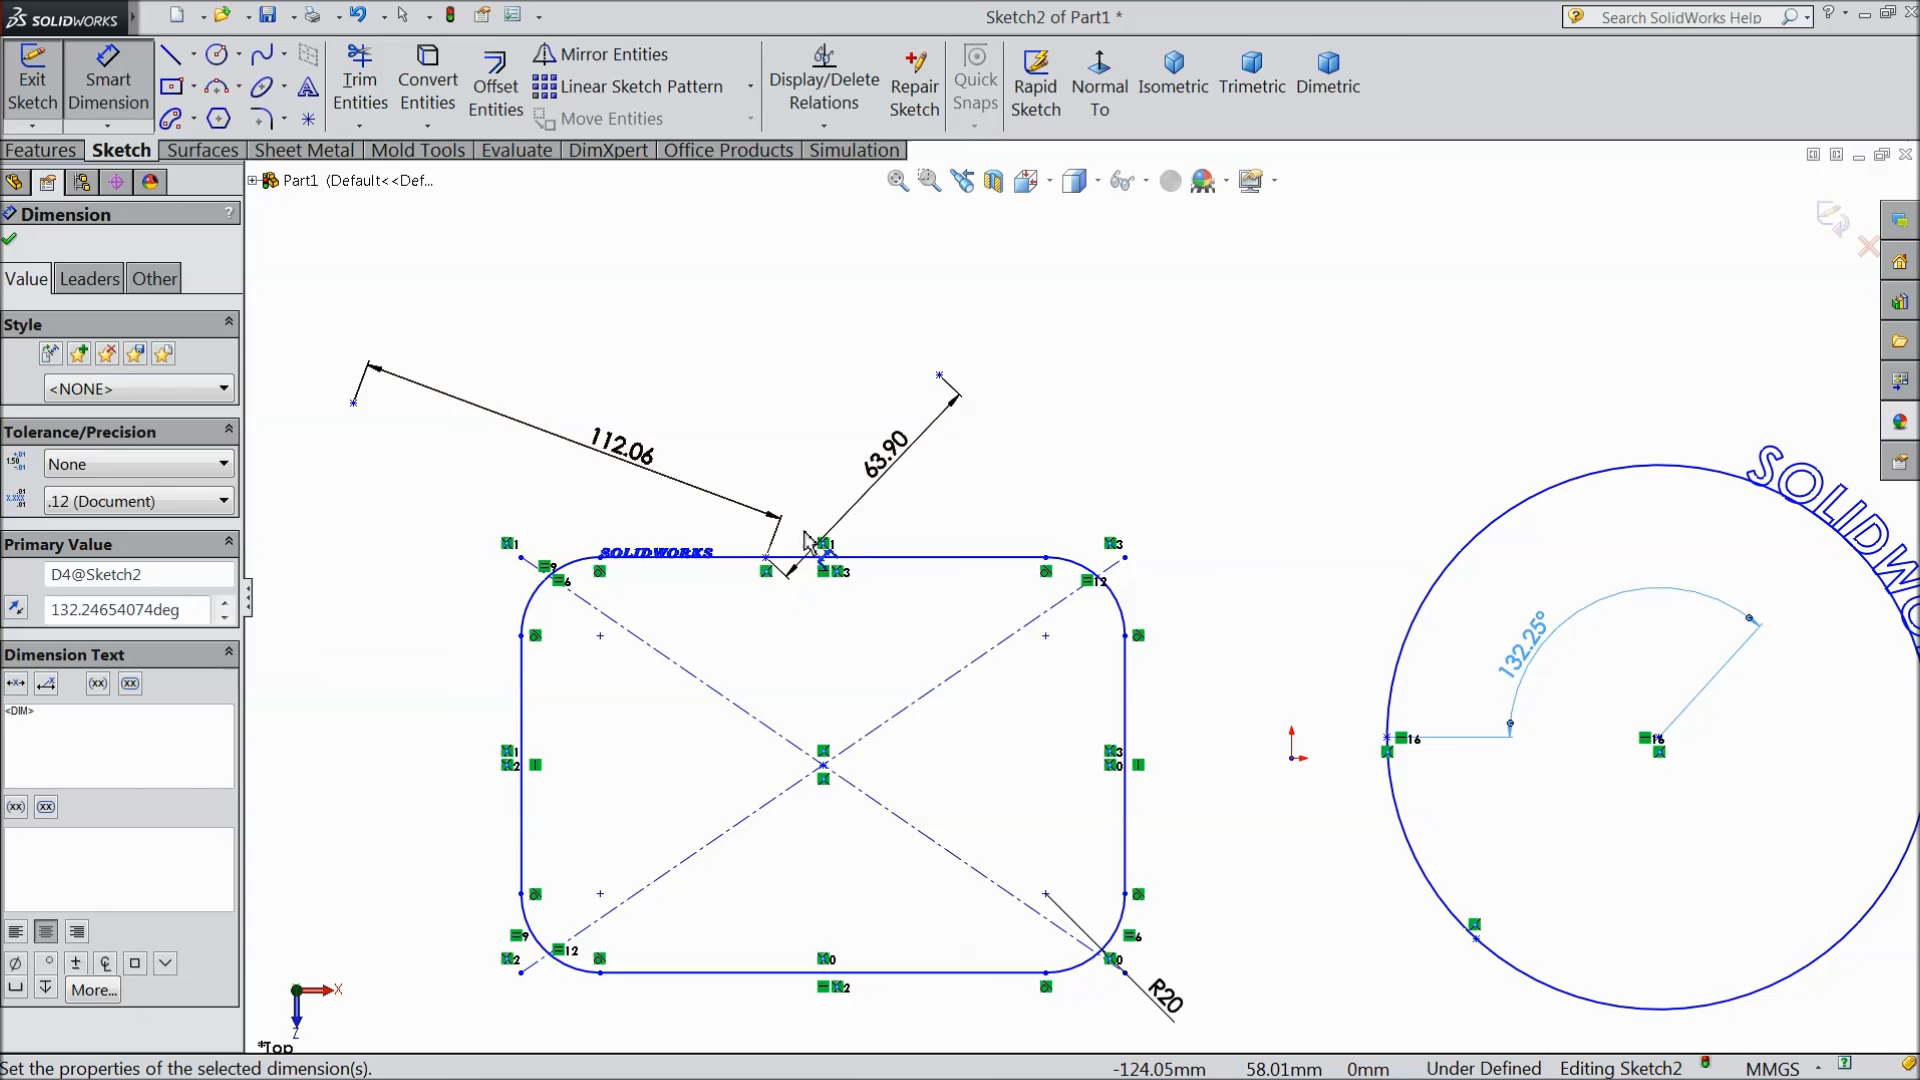 SOLIDWORKS
Sketch2 of Part1 *
Search SolidWorks Help
Exit Sketch
Smart Dimension
Trim Entities
Convert Entities
Offset Entities
Mirror Entities
Linear Sketch Pattern
Move Entities
Display/Delete Relations
Repair Sketch
Quick Snaps
Rapid Sketch
Normal To
Isometric
Trimetric
Dimetric
Features
Sketch
Surfaces
Sheet Metal
Mold Tools
Evaluate
DimXpert
Office Products
Simulation
Part1 (Default<<Def...
Dimension
?
Value
Leaders
Other
Style
<NONE>
Tolerance/Precision
None
.12 (Document)
Primary Value
D4@Sketch2
132.24654074deg
Dimension Text
<DIM>
More...
112.06
63.90
SOLIDWORKS
132.25°
R20
X
Z
*Top
Set the properties of the selected dimension(s).
-124.05mm
58.01mm
0mm
Under Defined
Editing Sketch2
MMGS